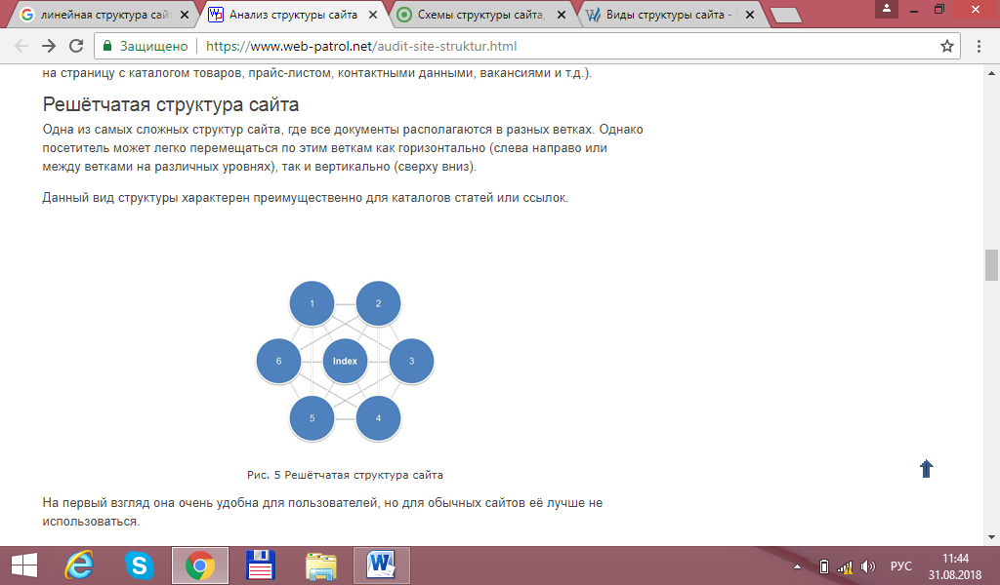 линейная структура сай
Анализ структуры сайта
Схемы структуры сайта,
Виды структуры сайта -
Защищено
https://www.web-patrol.net/audit-site-struktur.html
на страницу с каталогом товаров, прайс-листом, контактными данными, вакансиями и т.д.).
Решётчатая структура сайта
Одна из самых сложных структур сайта, где все документы располагаются в разных ветках. Однако
посетитель может легко перемещаться по этим веткам как горизонтально (слева направо или
между ветками на различных уровнях), так и вертикально (сверху вниз).
Данный вид структуры характерен преимущественно для каталогов статей или ссылок.
1
2
6
Index
3
5
4
Рис. 5 Решётчатая структура сайта
На первый взгляд она очень удобна для пользователей, но для обычных сайтов её лучше не
использоваться.
РУС
11:44
31.08.2018